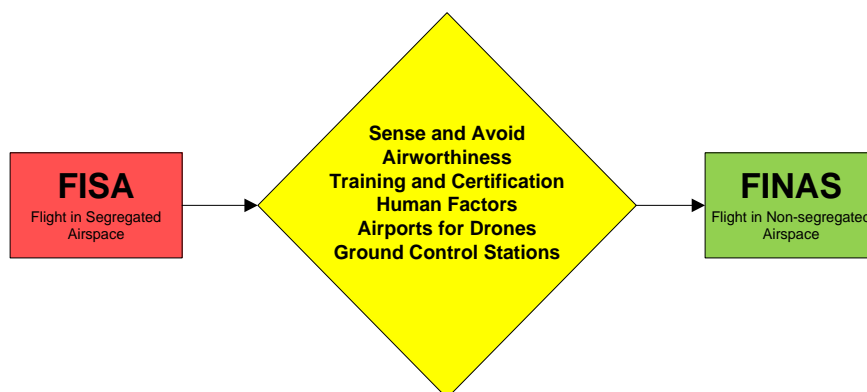 FISA
Flight in Segregated
Airspace
Sense and Avoid
Airworthiness
Training and Certification
Human Factors
Airports for Drones
Ground Control Stations
FINAS
Flight in Non-segregated
Airspace